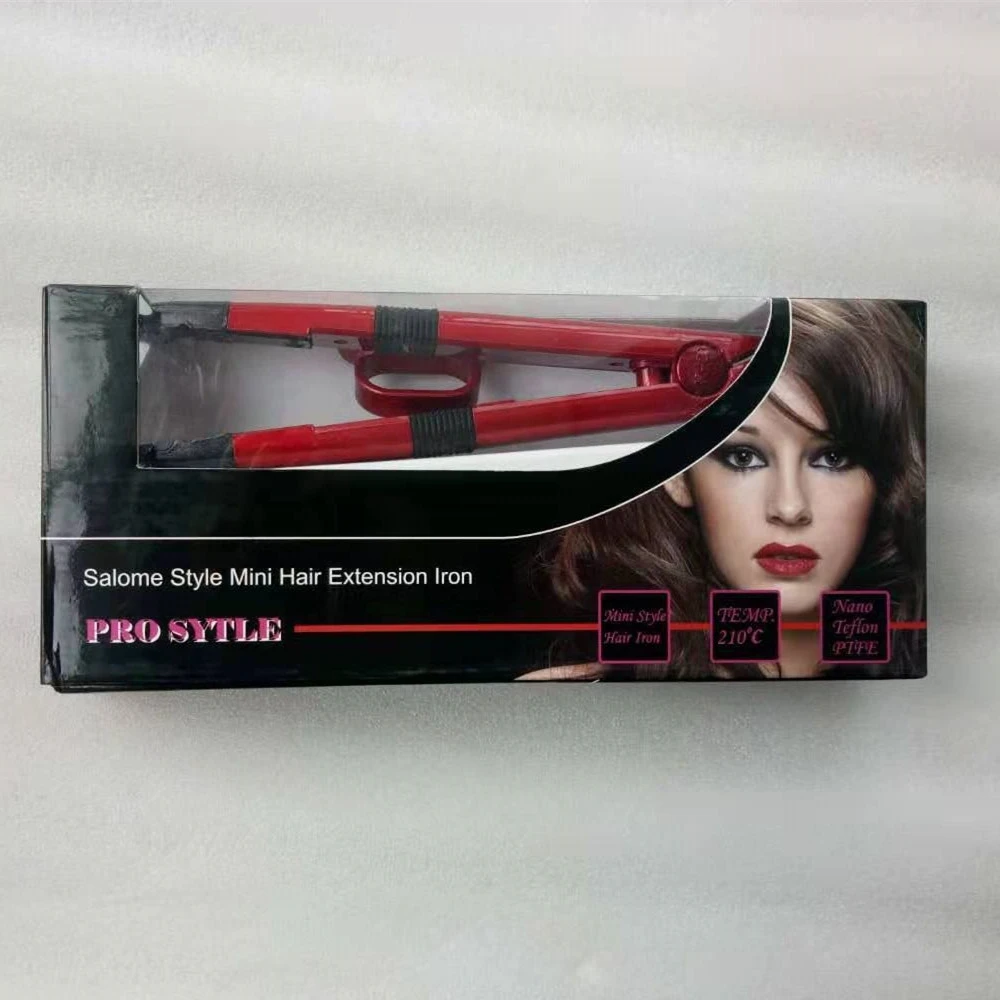 Salome Style Mini Hair Extension Iron
PRO SYTLE
Mini Style
Hair Iron
TEMP.
210°C
Nano
Teflon
PTFE